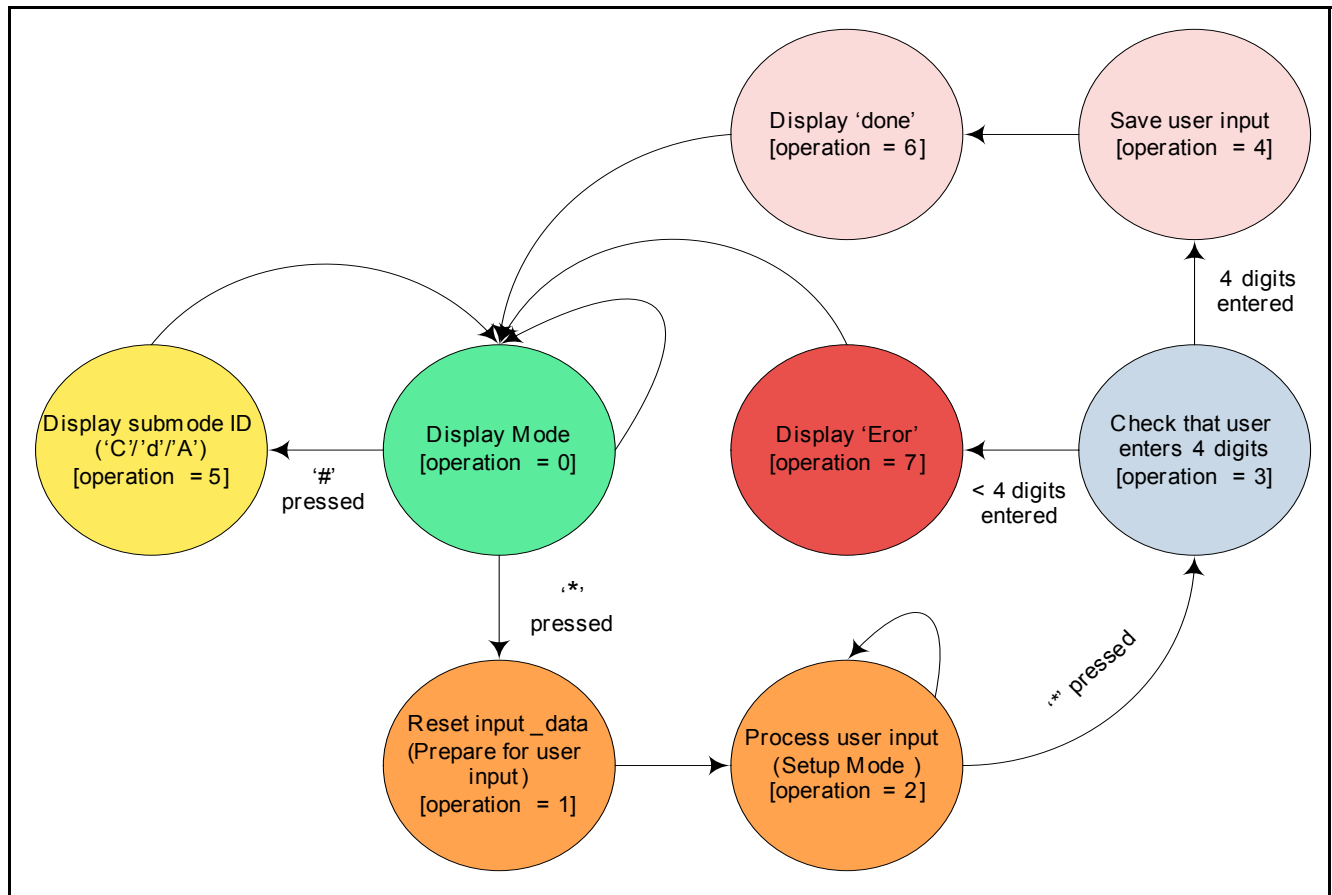 Display ‘done’
[operation = 6]
Save user input
[operation = 4]
4 digits
entered
Display submode ID
(‘C’/’d’/’A’)
[operation = 5]
‘#’
pressed
Display Mode
[operation = 0]
Display ‘Eror’
[operation = 7]
< 4 digits
entered
Check that user
enters 4 digits
[operation = 3]
‘*’
pressed
Reset input _data
(Prepare for user
input)
[operation = 1]
Process user input
(Setup Mode )
[operation = 2]
‘*’ pressed